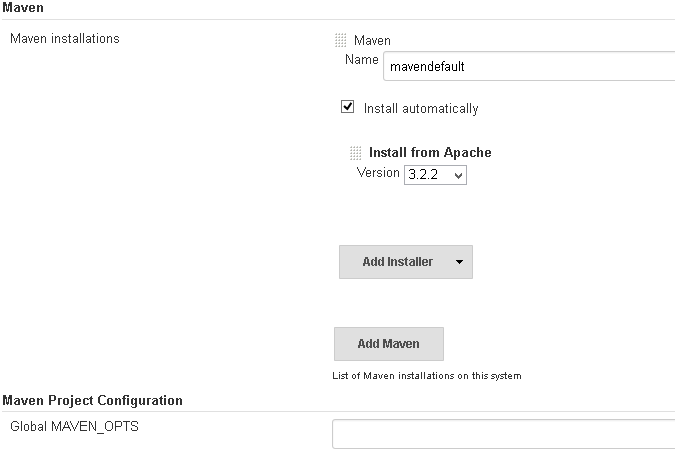 Maven
Maven installations
Maven
Name
mavendefault
Install automatically
Install from Apache
Version 3.2.2
Add Installer
Add Maven
List of Maven installations on this system
Maven Project Configuration
Global MAVEN_OPTS